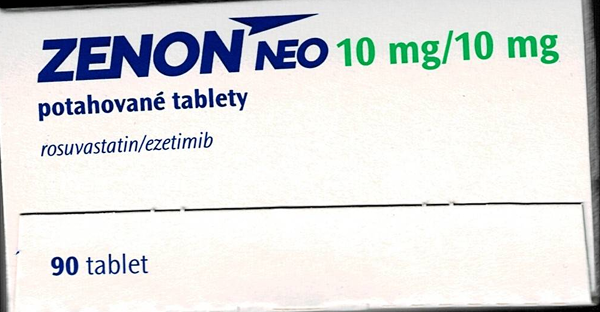 ZENON NEO 10 mg/10 mg
potahované tablety
rosuvastatin/ezetimib
90 tablet